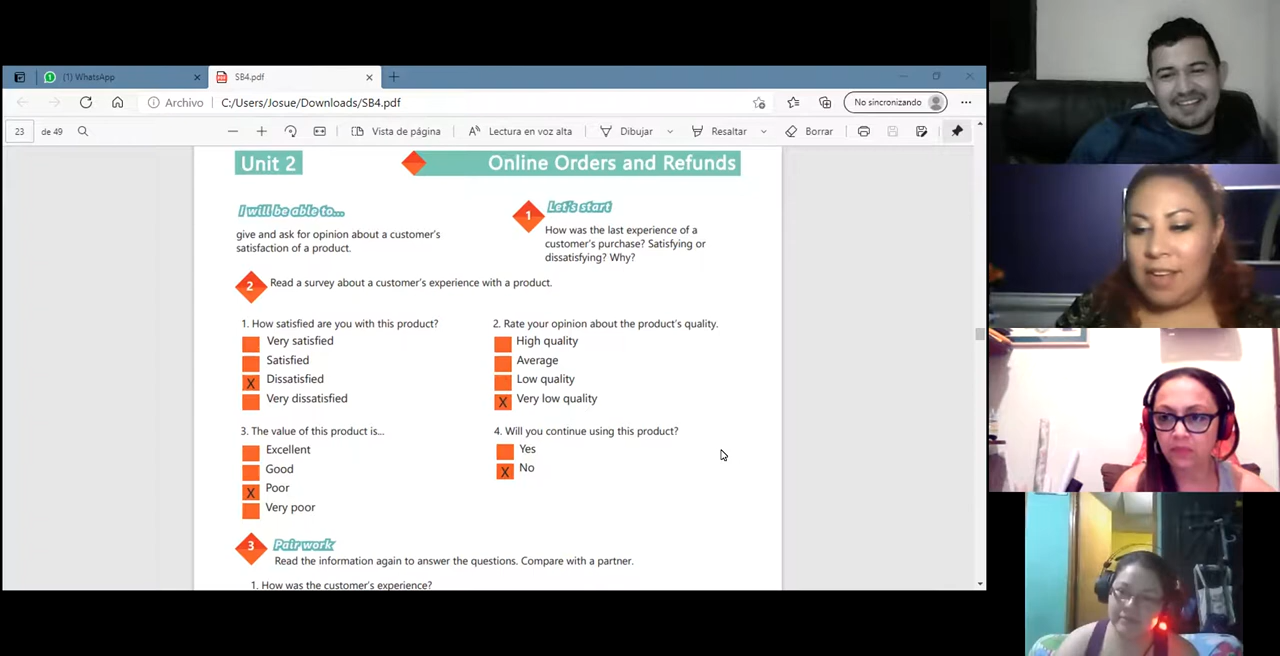 (1) WhatsApp
SB4.pdf
Archivo
C:/Users/Josue/Downloads/SB4.pdf
No sincronizando
23
de 49
Vista de página
Lectura en voz alta
Dibujar
Resaltar
Borrar
Unit 2
Online Orders and Refunds
I will be able to...
give and ask for opinion about a customer's
satisfaction of a product.
1
Let's start
How was the last experience of a
customer's purchase? Satisfying or
dissatisfying? Why?
2
Read a survey about a customer's experience with a product.
1. How satisfied are you with this product?
Very satisfied
Satisfied
X Dissatisfied
Very dissatisfied
2. Rate your opinion about the product's quality.
High quality
Average
Low quality
X Very low quality
3. The value of this product is...
Excellent
Good
X Poor
Very poor
4. Will you continue using this product?
Yes
X No
3
Pair work
Read the information again to answer the questions. Compare with a partner.
1. How was the customer's experience?